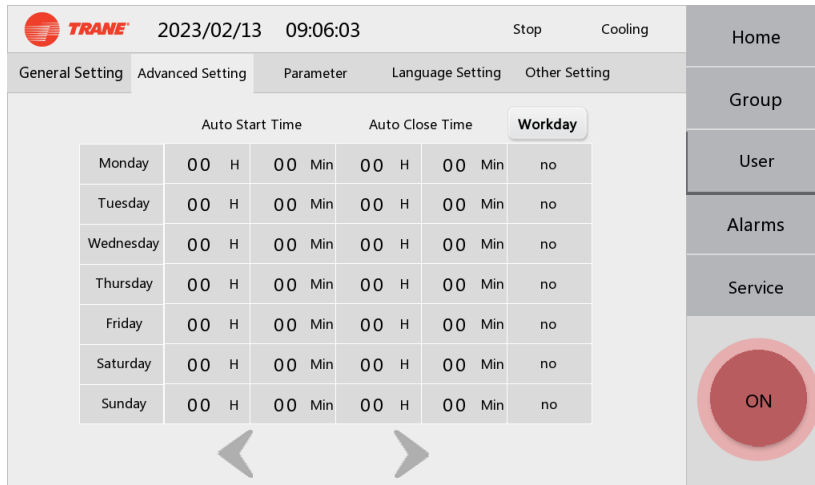 TRANE 2023/02/13 09:06:03 Stop Cooling
Home
General Setting Advanced Setting Parameter Language Setting Other Setting
Group
Auto Start Time Auto Close Time Workday
Monday 00 H 00 Min 00 H 00 Min no
User
Tuesday 00 H 00 Min 00 H 00 Min no
Alarms
Wednesday 00 H 00 Min 00 H 00 Min no
Thursday 00 H 00 Min 00 H 00 Min no
Service
Friday 00 H 00 Min 00 H 00 Min no
Saturday 00 H 00 Min 00 H 00 Min no
Sunday 00 H 00 Min 00 H 00 Min no
ON